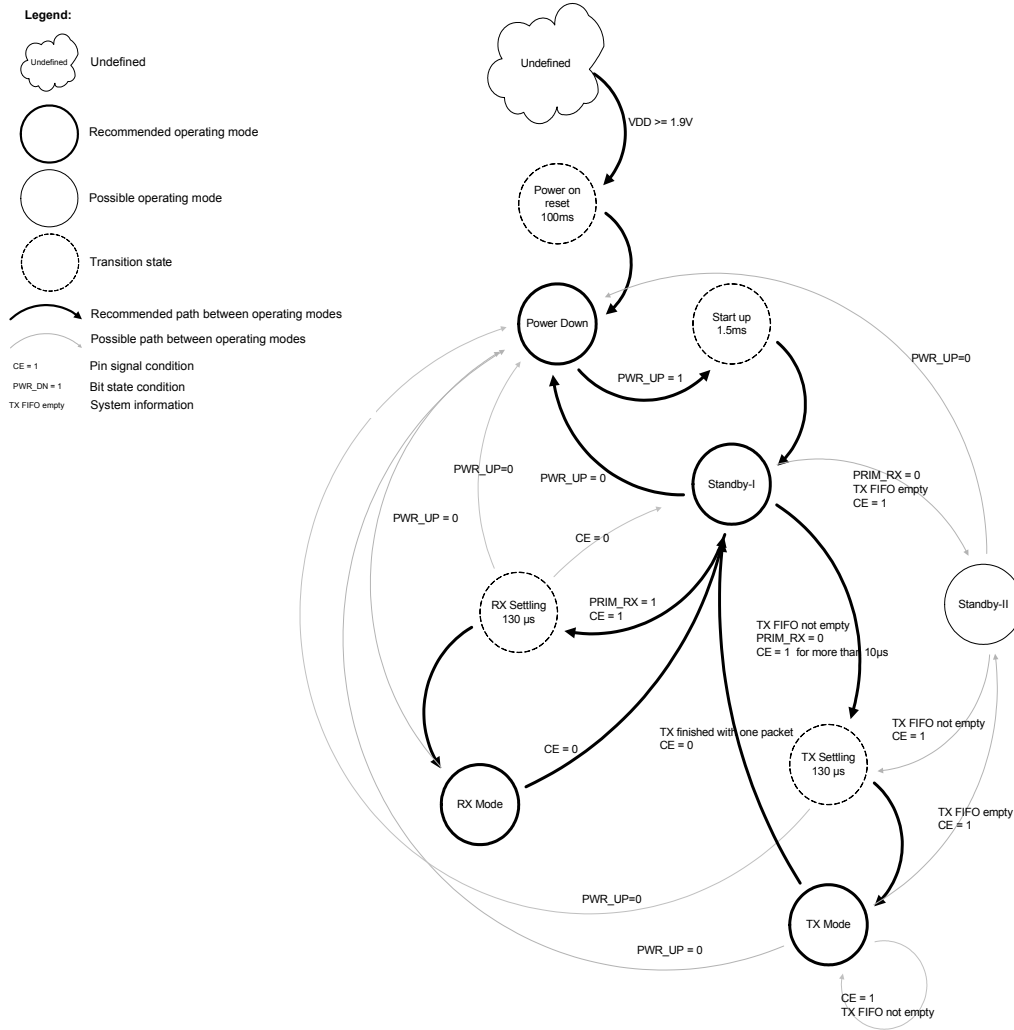 Legend:
Undefined
Undefined
Recommended operating mode
Possible operating mode
Transition state
Recommended path between operating modes
Possible path between operating modes
CE = 1
Pin signal condition
PWR_DN = 1
Bit state condition
TX FIFO empty
System information
Undefined
VDD >= 1.9V
Power on
reset
100ms
Power Down
Start up
1.5ms
PWR_UP = 1
PWR_UP=0
PWR_UP=0
PWR_UP = 0
Standby-I
PRIM_RX = 0
TX FIFO empty
CE = 1
PWR_UP = 0
CE = 0
RX Settling
130 µs
PRIM_RX = 1
CE = 1
Standby-II
TX FIFO not empty
PRIM_RX = 0
CE = 1  for more than 10µs
TX FIFO not empty
CE = 1
TX finished with one packet
CE = 0
CE = 0
TX Settling
130 µs
RX Mode
TX FIFO empty
CE = 1
PWR_UP=0
TX Mode
PWR_UP = 0
CE = 1
TX FIFO not empty